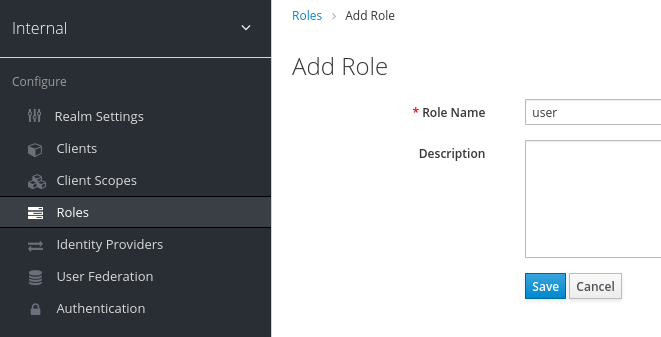 Internal
Configure
Realm Settings
Clients
Client Scopes
Roles
Identity Providers
User Federation
Authentication
Roles > Add Role
Add Role
* Role Name
user
Description
Save
Cancel